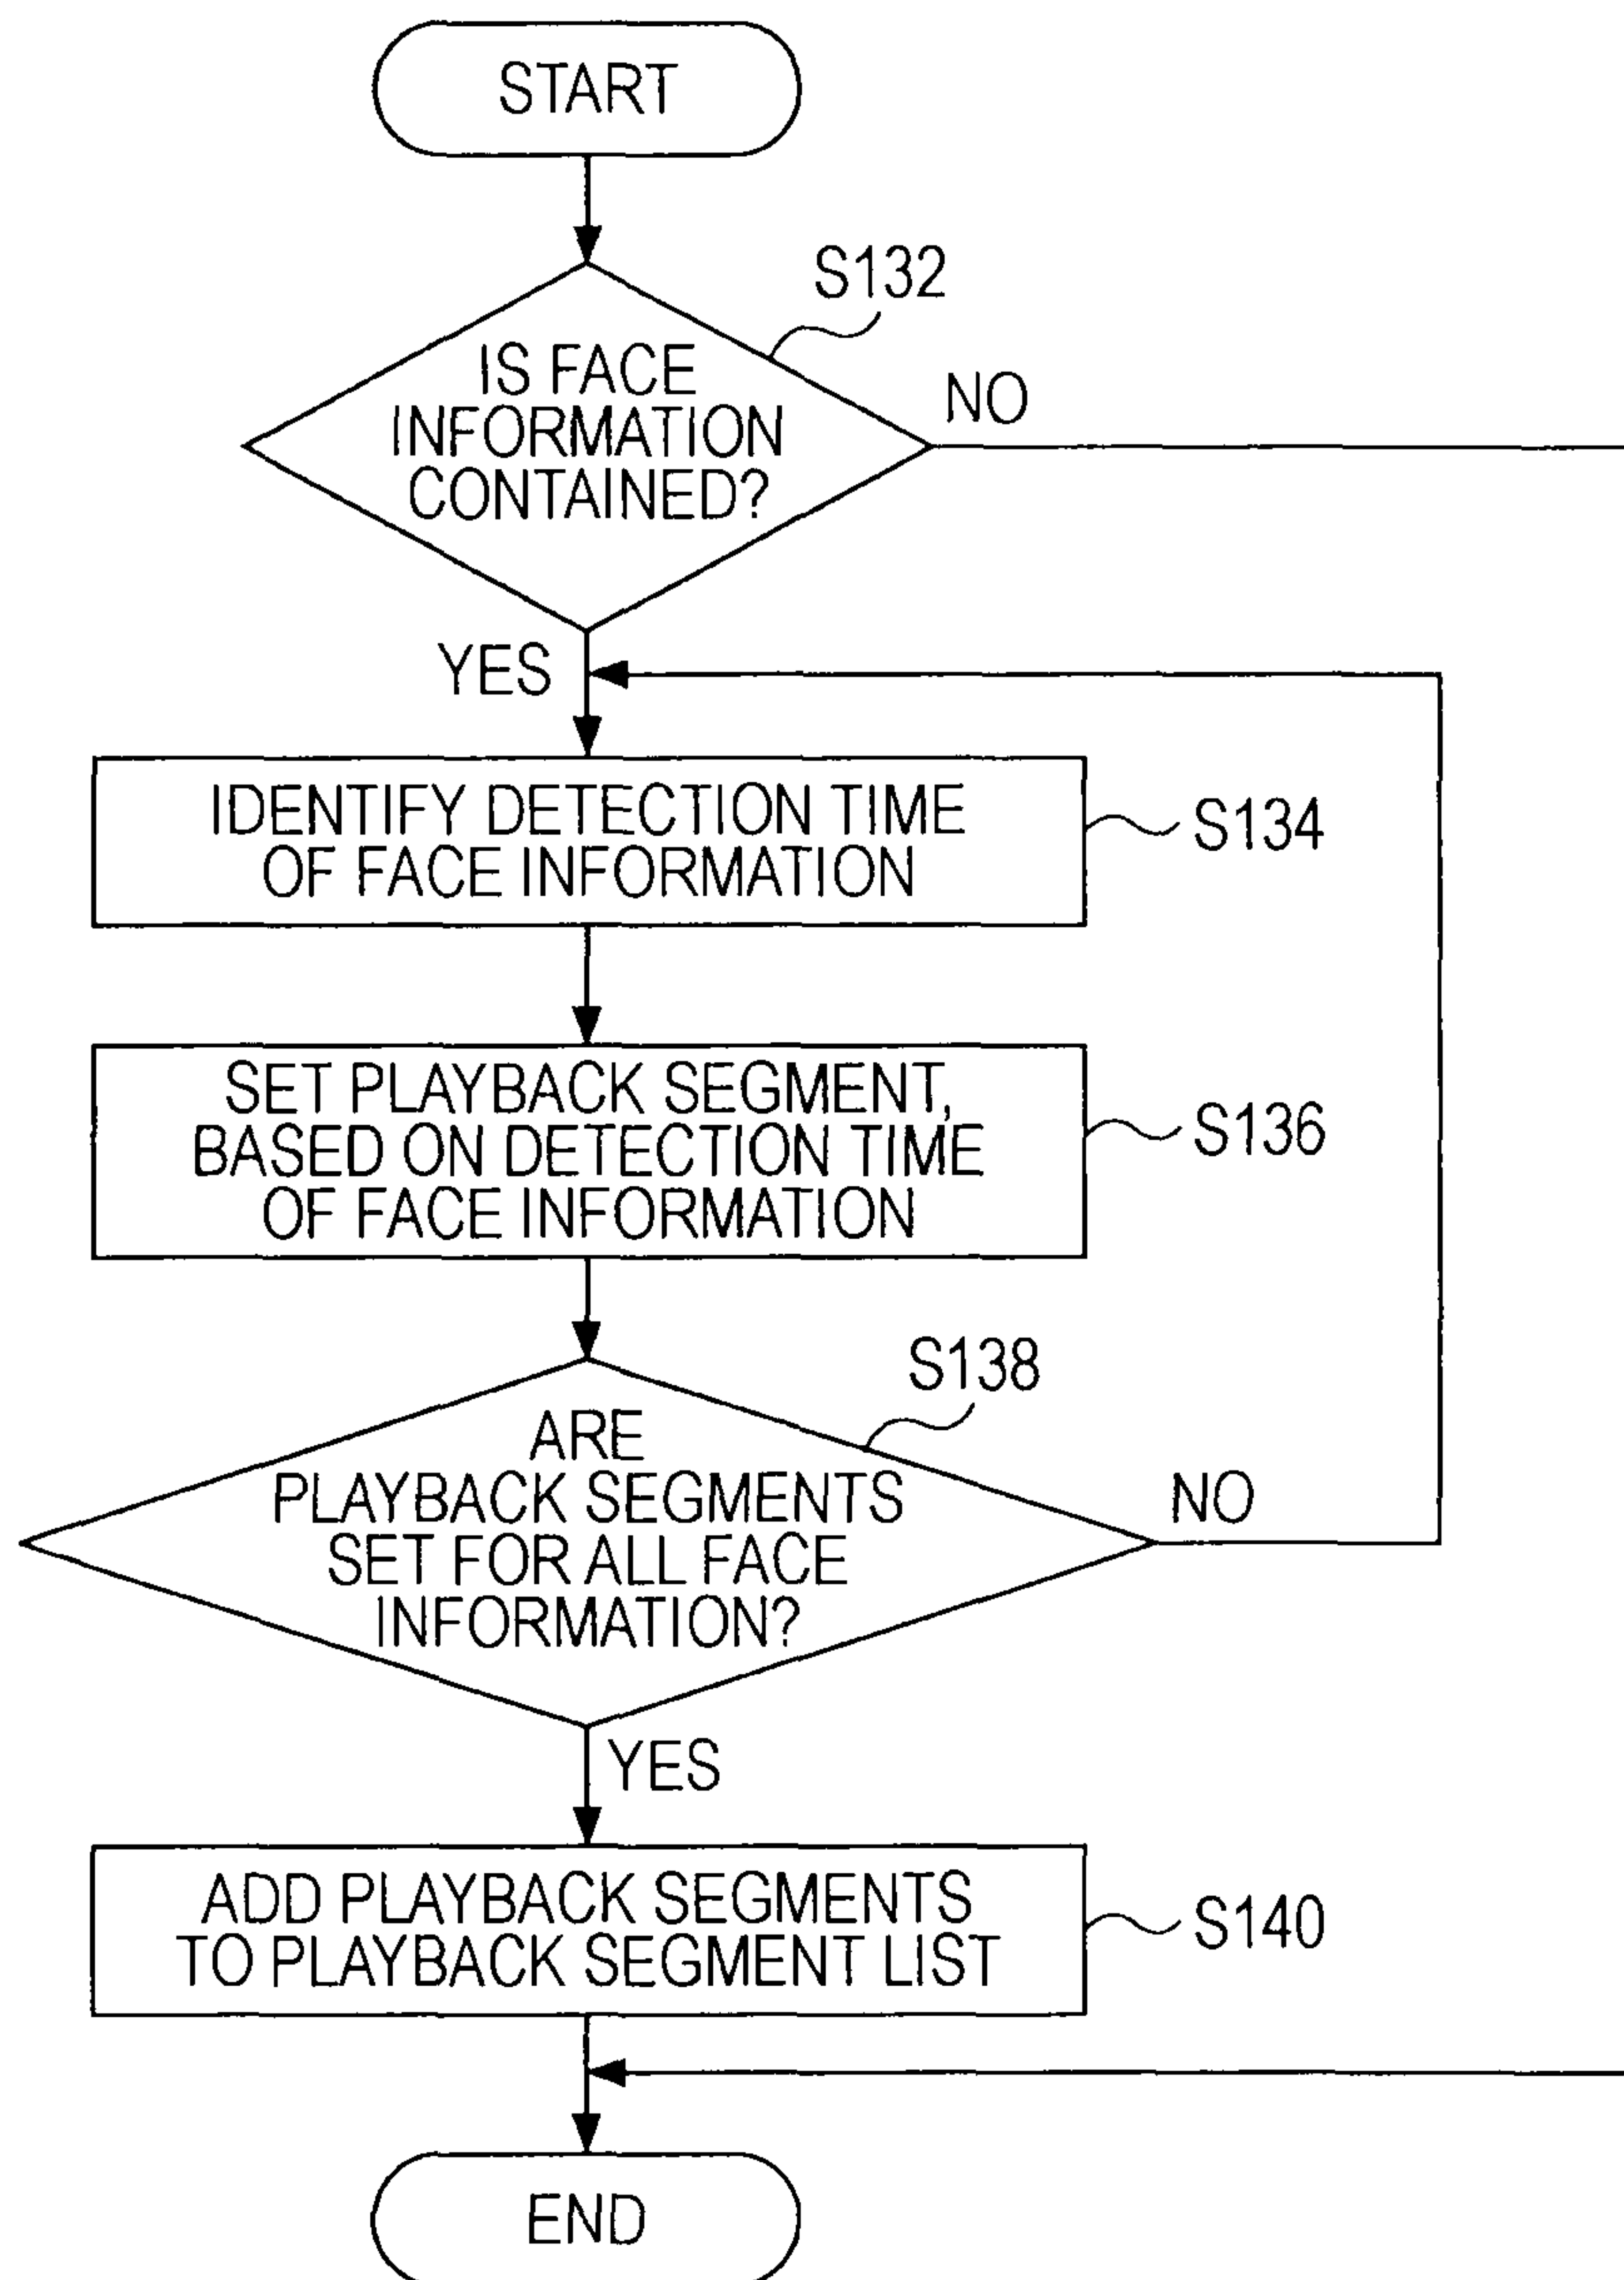 START
S132
IS FACE
INFORMATION
CONTAINED?
NO
YES
IDENTIFY DETECTION TIME
OF FACE INFORMATION
S134
SET PLAYBACK SEGMENT,
BASED ON DETECTION TIME
OF FACE INFORMATION
S136
S138
ARE
PLAYBACK SEGMENTS
SET FOR ALL FACE
INFORMATION?
NO
YES
ADD PLAYBACK SEGMENTS
TO PLAYBACK SEGMENT LIST
S140
END